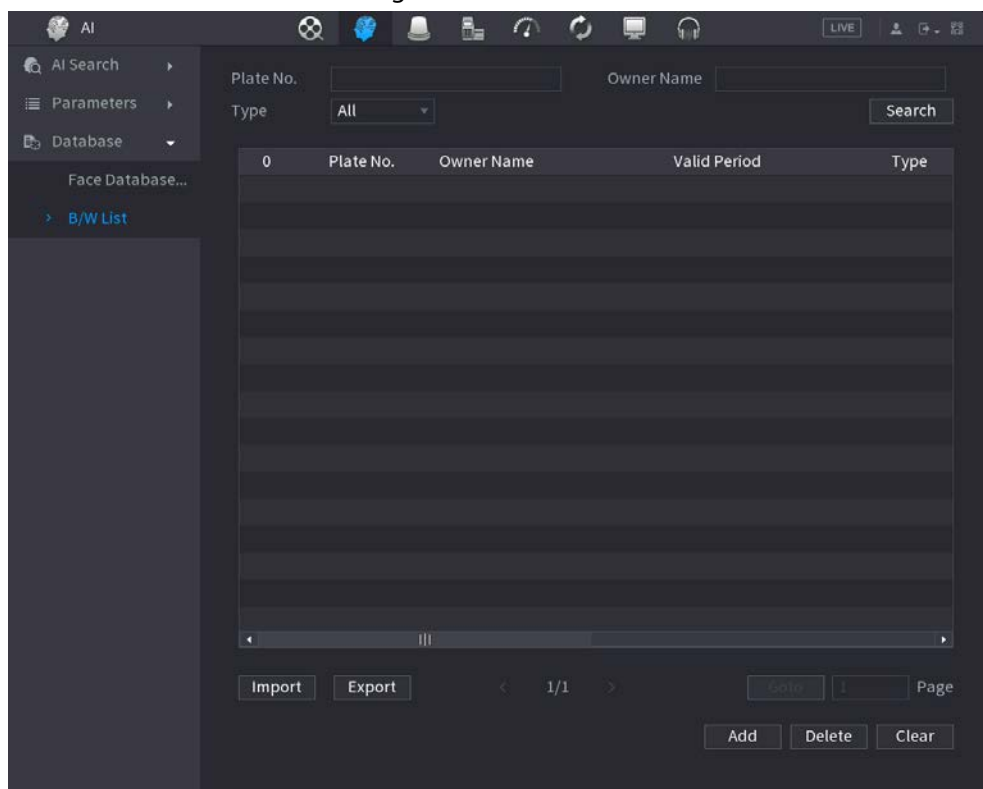 AI
LIVE
AI Search
Parameters
Database
Face Database...
B/W List
Plate No.
Owner Name
Type
All
Search
0 Plate No. Owner Name Valid Period Type
Import Export 1/1 Goto 1 Page
Add Delete Clear